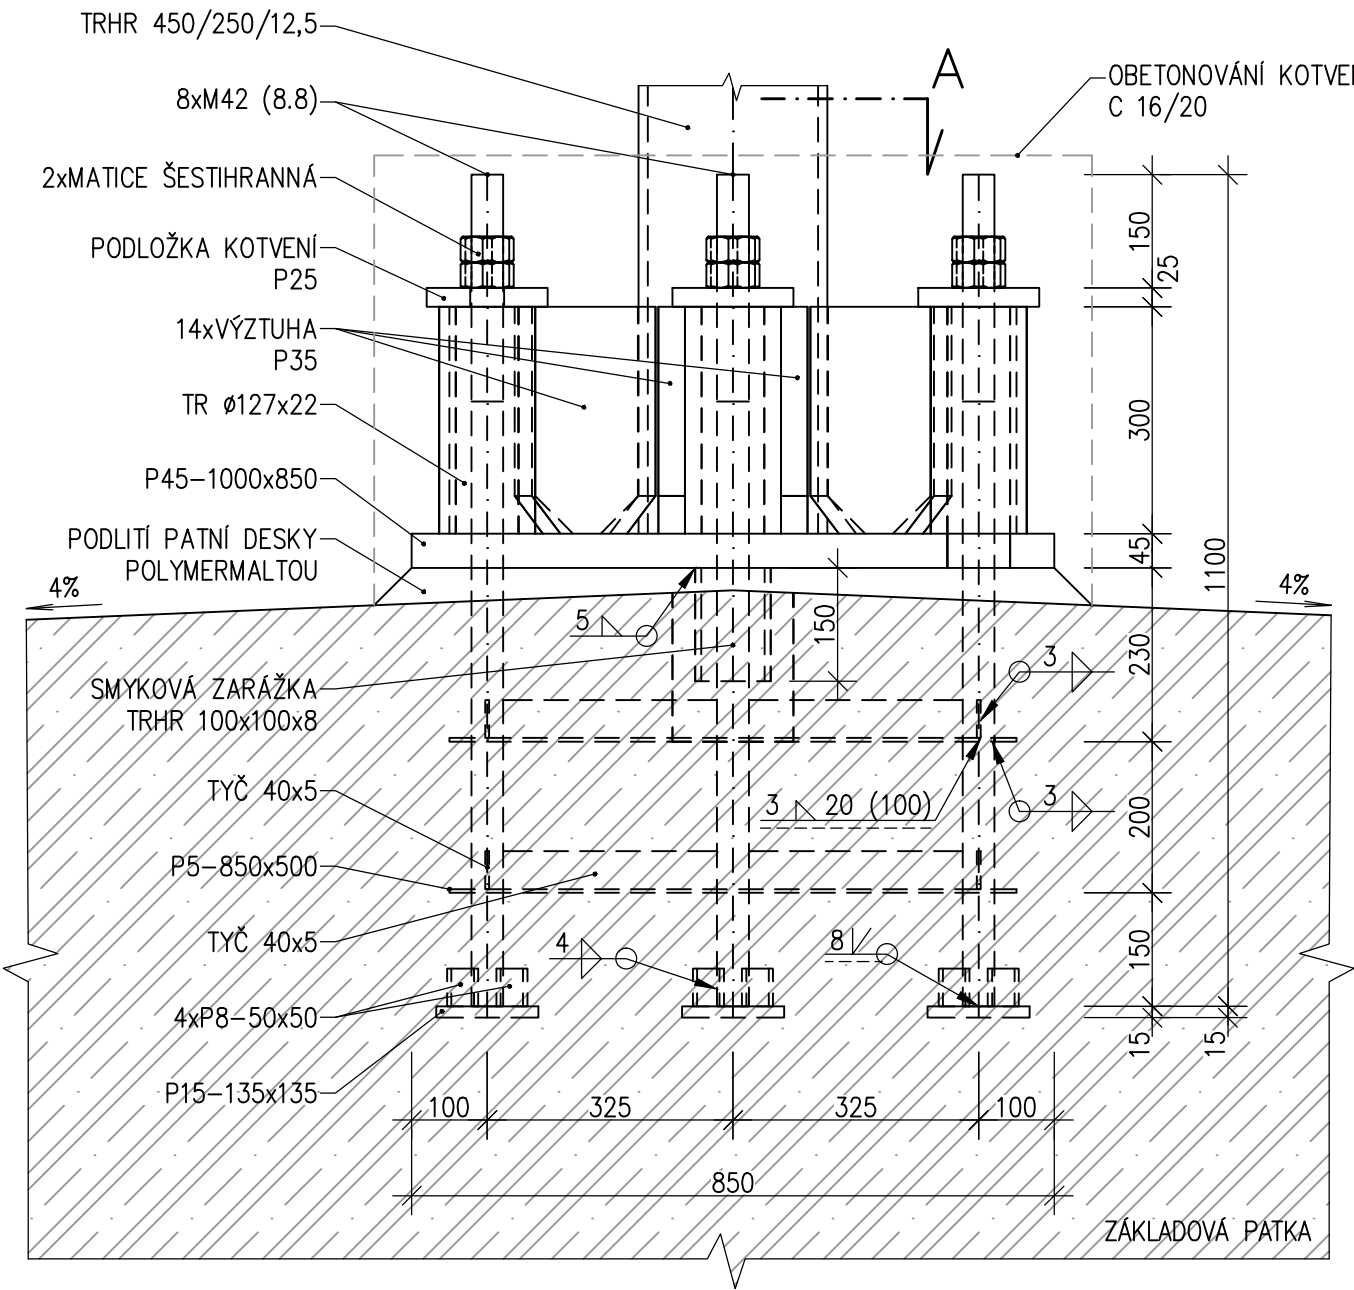 TRHR 450/250/12,5
8xM42 (8.8)
2xMATICE ŠESTIHRANNÁ
PODLOŽKA KOTVENÍ
P25
14xVÝZTUHA
P35
TR ø127x22
P45-1000x850
PODLITÍ PATNÍ DESKY
POLYMERMALTOU
4%
SMYKOVÁ ZARÁŽKA
TRHR 100x100x8
TYČ 40x5
P5-850x500
TYČ 40x5
4xP8-50x50
P15-135x135
A
OBETONOVÁNÍ KOTVE
C 16/20
150
25
300
45
1100
4%
230
200
150
15
15
5
150
3
3 20 (100)
3
4
8
100
325
325
100
850
ZÁKLADOVÁ PATKA